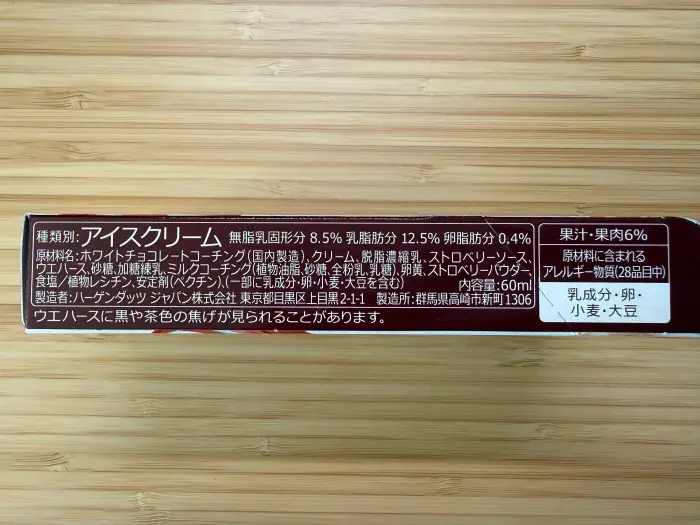 種類別:アイスクリーム 無脂乳固形分 8.5% 乳脂肪分 12.5% 卵脂肪分 0.4%
原材料名:ホワイトチョコレートコーチング(国内製造)、クリーム、脱脂濃縮乳、ストロベリーソース、
ウエハース、砂糖、加糖練乳、ミルクコーチング(植物油脂、砂糖、全粉乳、乳糖)、卵黄、ストロベリーパウダー、
食塩/植物レシチン、安定剤(ペクチン)、(一部に乳成分・卵・小麦・大豆を含む) 内容量:60ml
製造者:ハーゲンダッツ ジャパン株式会社 東京都目黒区上目黒2-1-1 製造所:群馬県高崎市新町1306
ウエハースに黒や茶色の焦げが見られることがあります。
果汁・果肉6%
原材料に含まれる
アレルギー物質(28品目中)
乳成分・卵・
小麦・大豆